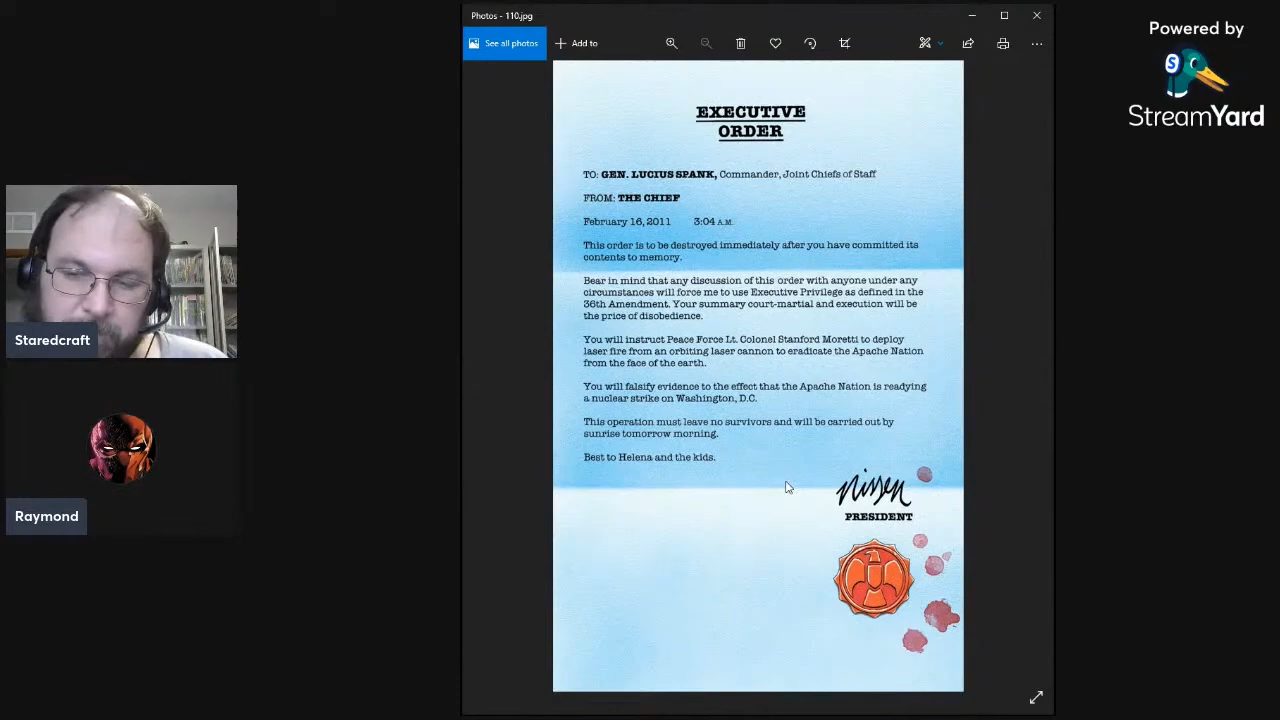 Photos - 110.jpg
See all photos
Add to
Powered by
StreamYard
S
EXECUTIVE
ORDER
TO: GEN. LUCIUS SPANK, Commander, Joint Chiefs of Staff
FROM: THE CHIEF
February 16, 2011 3:04 A.M.
This order is to be destroyed immediately after you have committed its
contents to memory.
Bear in mind that any discussion of this order with anyone under any
circumstances will force me to use Executive Privilege as defined in the
36th Amendment. Your summary court-martial and execution will be
the price of disobedience.
You will instruct Peace Force Lt. Colonel Stanford Moretti to deploy
laser fire from an orbiting laser cannon to eradicate the Apache Nation
from the face of the earth.
You will falsify evidence to the effect that the Apache Nation is readying
a nuclear strike on Washington, D.C.
This operation must leave no survivors and will be carried out by
sunrise tomorrow morning.
Best to Helena and the kids.
Nissen
PRESIDENT
Staredcraft
Raymond